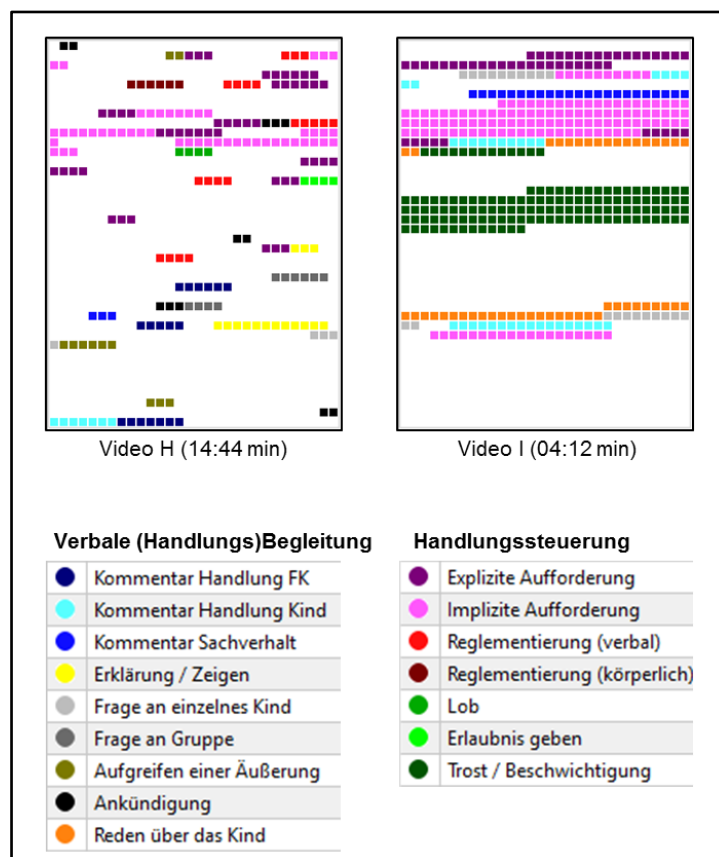 Video H (14:44 min)
Video I (04:12 min)
Verbale (Handlungs)Begleitung
Kommentar Handlung FK
Kommentar Handlung Kind
Kommentar Sachverhalt
Erklärung / Zeigen
Frage an einzelnes Kind
Frage an Gruppe
Aufgreifen einer Äußerung
Ankündigung
Reden über das Kind
Handlungssteuerung
Explizite Aufforderung
Implizite Aufforderung
Reglementierung (verbal)
Reglementierung (körperlich)
Lob
Erlaubnis geben
Trost / Beschwichtigung